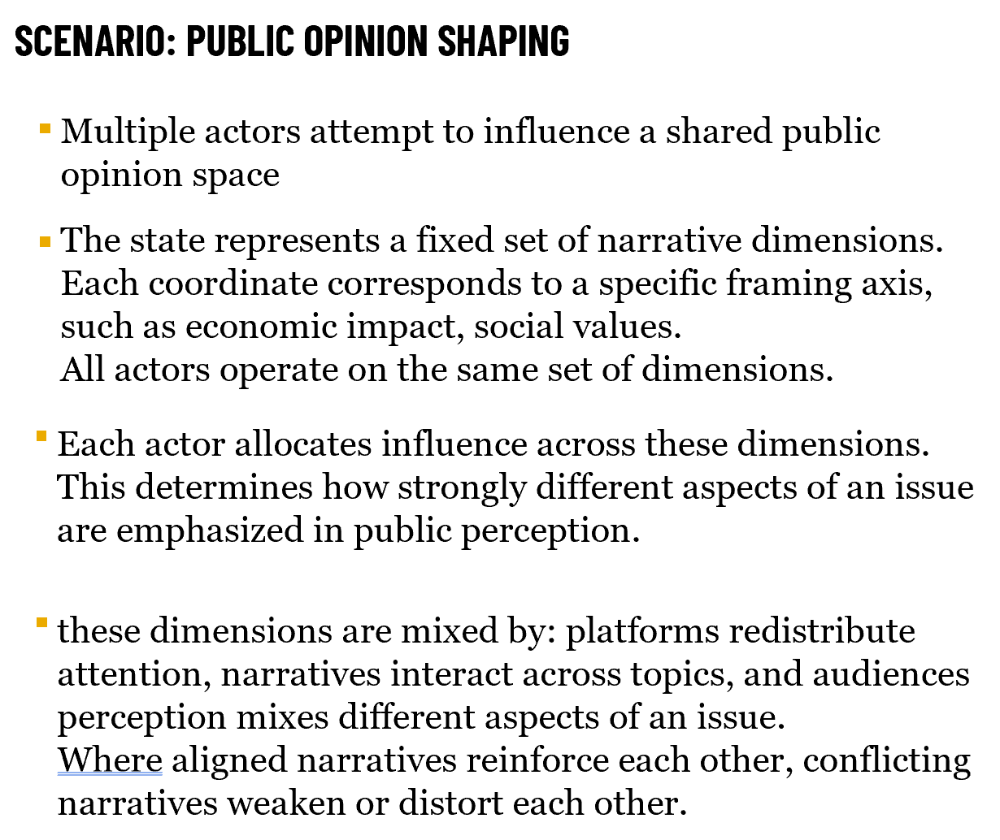 SCENARIO: PUBLIC OPINION SHAPING
Multiple actors attempt to influence a shared public
opinion space
The state represents a fixed set of narrative dimensions.
Each coordinate corresponds to a specific framing axis,
such as economic impact, social values.
All actors operate on the same set of dimensions.
Each actor allocates influence across these dimensions.
This determines how strongly different aspects of an issue
are emphasized in public perception.
these dimensions are mixed by: platforms redistribute
attention, narratives interact across topics, and audiences
perception mixes different aspects of an issue.
Where aligned narratives reinforce each other, conflicting
narratives weaken or distort each other.